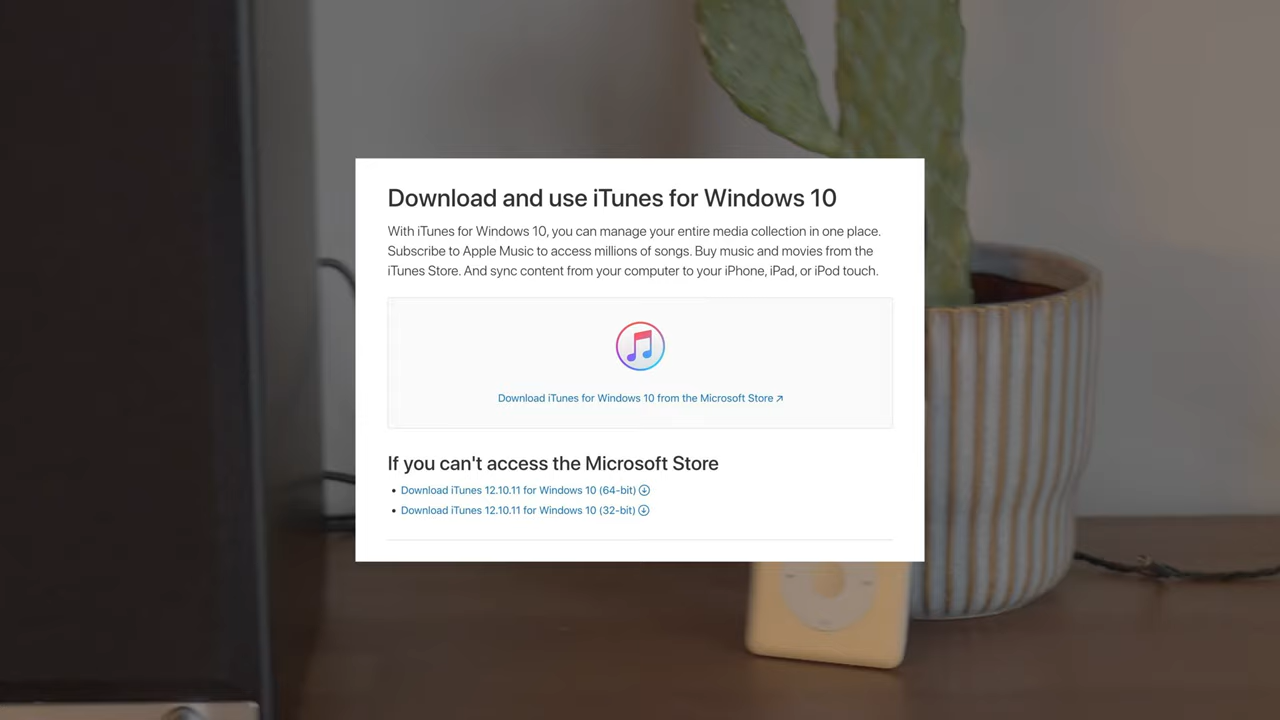 Download and use iTunes for Windows 10
With iTunes for Windows 10, you can manage your entire media collection in one place.
Subscribe to Apple Music to access millions of songs. Buy music and movies from the
iTunes Store. And sync content from your computer to your iPhone, iPad, or iPod touch.
Download iTunes for Windows 10 from the Microsoft Store ↗
If you can't access the Microsoft Store
• Download iTunes 12.10.11 for Windows 10 (64-bit)
• Download iTunes 12.10.11 for Windows 10 (32-bit)